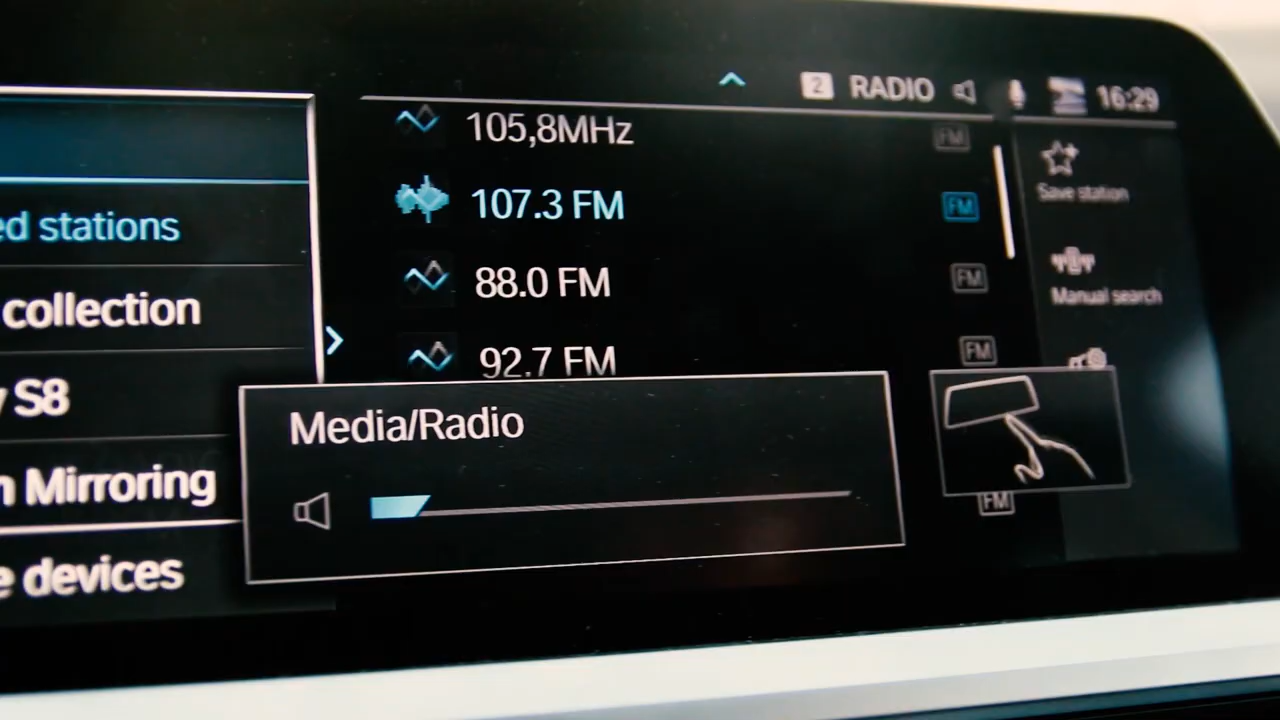 2 RADIO 16:29
105,8MHz FM
107.3 FM FM
88.0 FM FM
92.7 FM FM
FM
Save station
Manual search
ed stations
collection
S8
Mirroring
e devices
Media/Radio